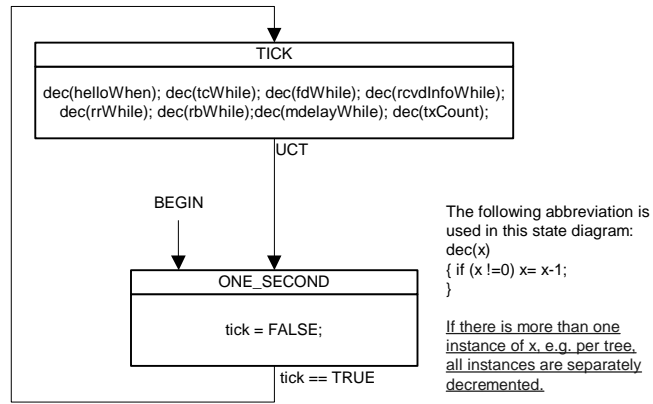 TICK
dec(helloWhen); dec(tcWhile); dec(fdWhile); dec(rcvdInfoWhile);
dec(rrWhile); dec(rbWhile);dec(mdelayWhile); dec(txCount);
UCT
BEGIN
ONE_SECOND
tick = FALSE;
tick == TRUE
The following abbreviation is
used in this state diagram:
dec(x)
{ if (x !=0) x= x-1;
}
If there is more than one
instance of x, e.g. per tree,
all instances are separately
decremented.